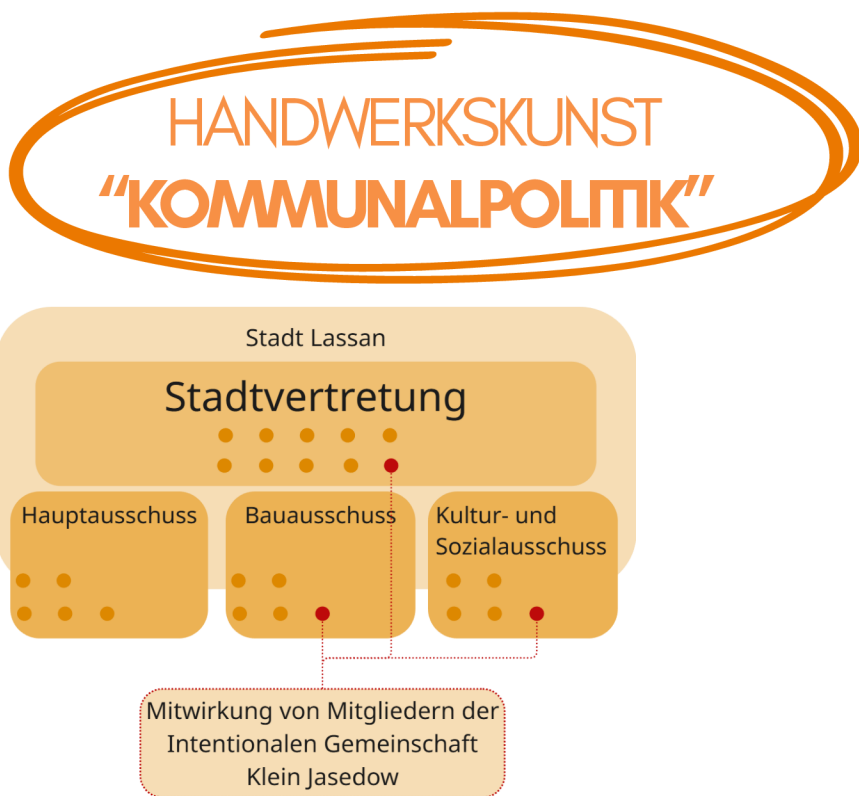 HANDWERKSKUNST
“KOMMUNALPOLITIK”
Stadt Lassan
Stadtvertretung
Hauptausschuss
Bauausschuss
Kultur- und
Sozialausschuss
Mitwirkung von Mitgliedern der
Intentionalen Gemeinschaft
Klein Jasedow